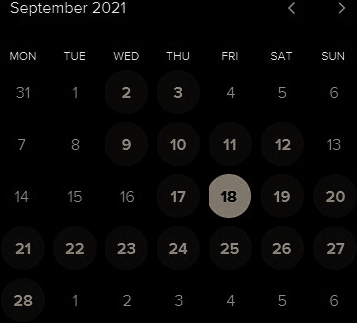 September 2021
MON TUE WED THU FRI SAT SUN
31 1 2 3 4 5 6
7 8 9 10 11 12 13
14 15 16 17 18 19 20
21 22 23 24 25 26 27
28 1 2 3 4 5 6